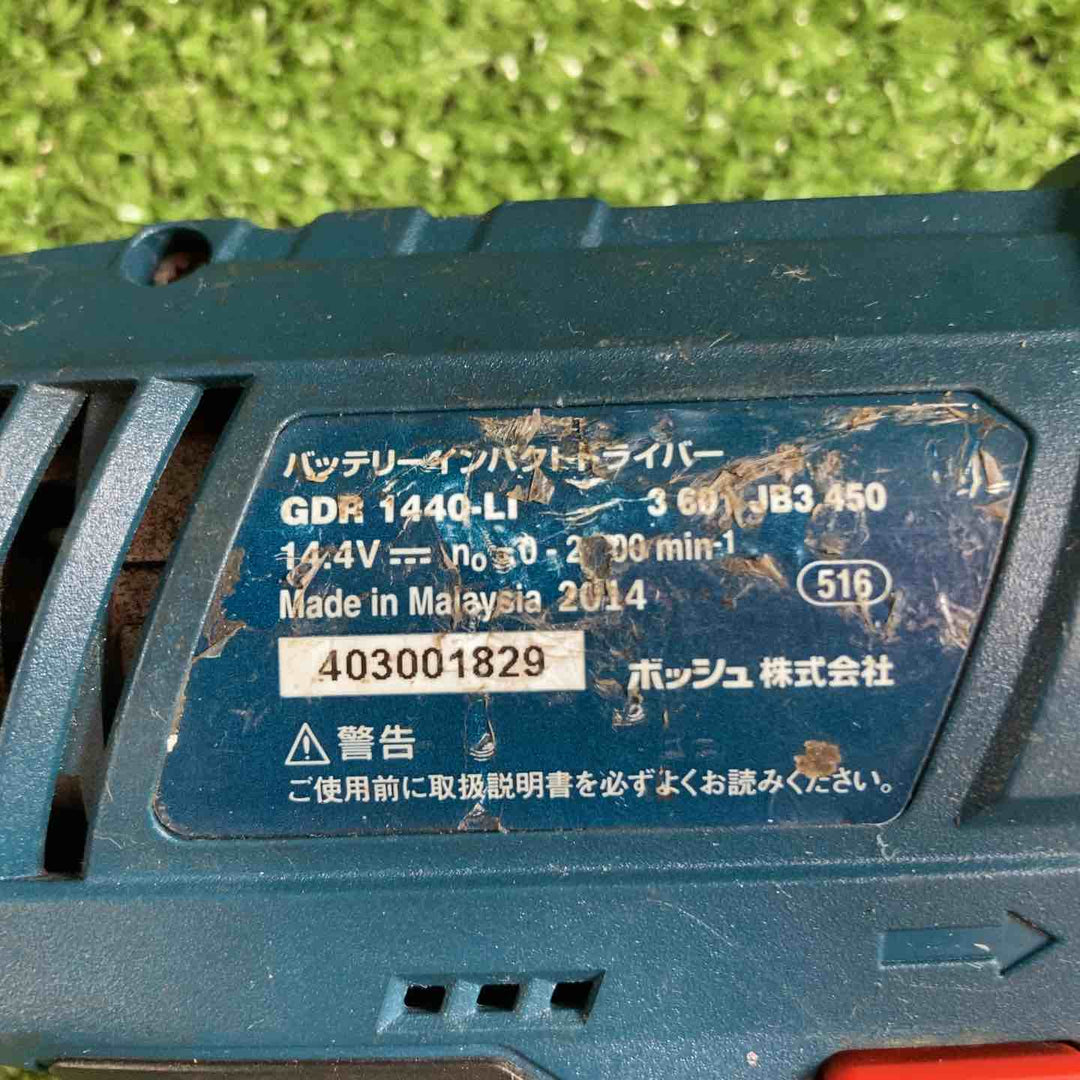 バッテリーインパクトドライバー
GDR 1440-LI 3 601 JB3 450
14.4V n₀ 0 - min-1
Made in Malaysia 2014
516
403001829 ボッシュ株式会社
警告
ご使用前に取扱説明書を必ずよくお読みください。